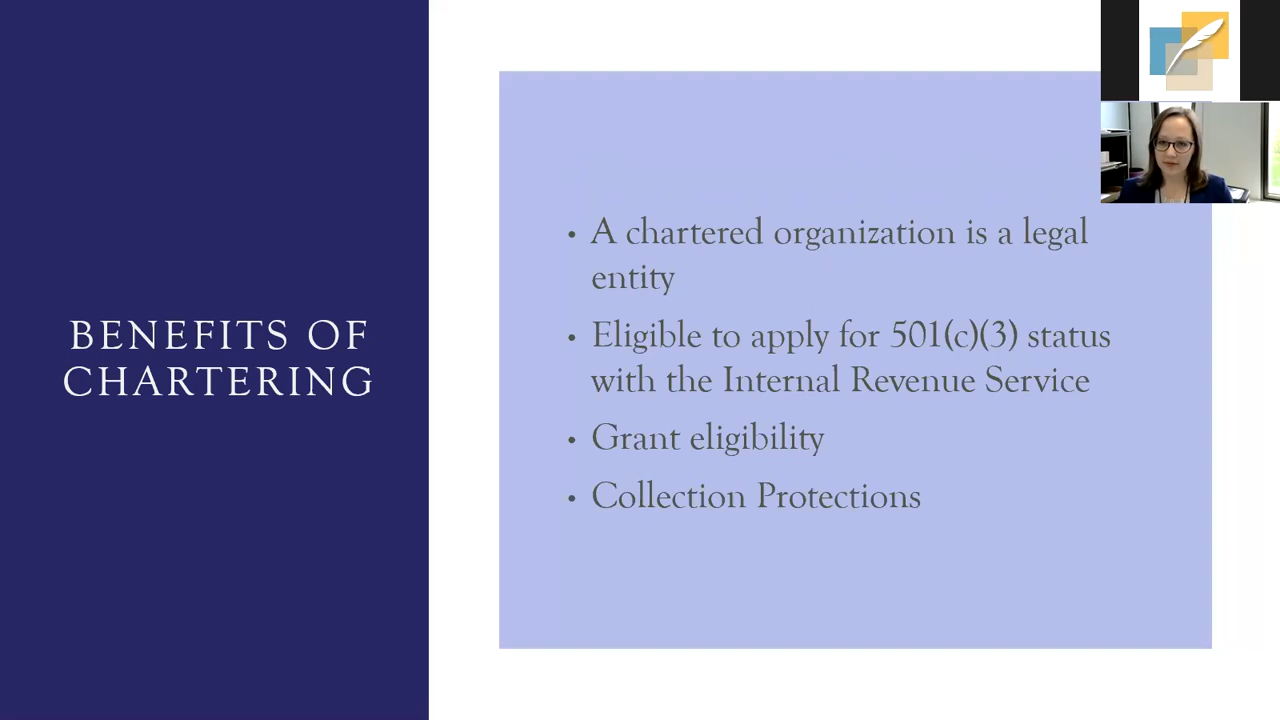 BENEFITS OF
CHARTERING
• A chartered organization is a legal
entity
• Eligible to apply for 501(c)(3) status
with the Internal Revenue Service
• Grant eligibility
• Collection Protections